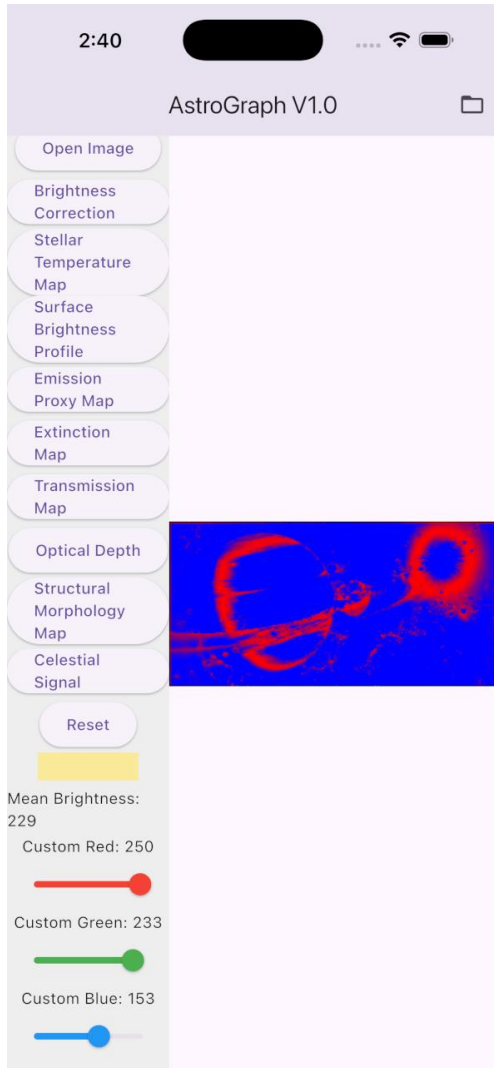 2:40
AstroGraph V1.0
Open Image
Brightness
Correction
Stellar
Temperature
Map
Surface
Brightness
Profile
Emission
Proxy Map
Extinction
Map
Transmission
Map
Optical Depth
Structural
Morphology
Map
Celestial
Signal
Reset
Mean Brightness:
229
Custom Red: 250
Custom Green: 233
Custom Blue: 153